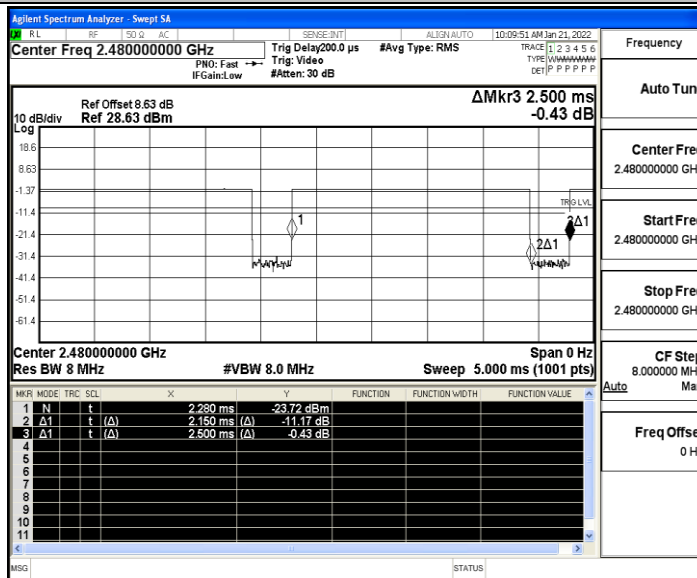 Agilent Spectrum Analyzer - Swept SA
RL RF 50 Ω AC SENSE:INT ALIGN AUTO 10:09:51 AM Jan 21, 2022
Center Freq 2.480000000 GHz
PNO: Fast
IFGain:Low
Trig Delay200.0 µs
Trig: Video
#Atten: 30 dB
#Avg Type: RMS
TRACE 1 2 3 4 5 6
TYPE
DET P P P P P P
Frequency
ΔMkr3 2.500 ms
-0.43 dB
Ref Offset 8.63 dB
10 dB/div Ref 28.63 dBm
Log
18.6
8.63
-1.37
-11.4
-21.4
-31.4
-41.4
-51.4
-61.4
TRIG LVL
1
2Δ1
3Δ1
Center 2.480000000 GHz Span 0 Hz
Res BW 8 MHz #VBW 8.0 MHz Sweep 5.000 ms (1001 pts)
MKR MODE TRC SCL X Y FUNCTION FUNCTION WIDTH FUNCTION VALUE
1 N t 2.280 ms -23.72 dBm
2 Δ1 t (Δ) 2.150 ms (Δ) -11.17 dB
3 Δ1 t (Δ) 2.500 ms (Δ) -0.43 dB
4
5
6
7
8
9
10
11
MSG STATUS
Auto Tun
Center Fre
2.480000000 GH
Start Fre
2.480000000 GH
Stop Fre
2.480000000 GH
CF Step
8.000000 MH
Auto Ma
Freq Offse
0 H